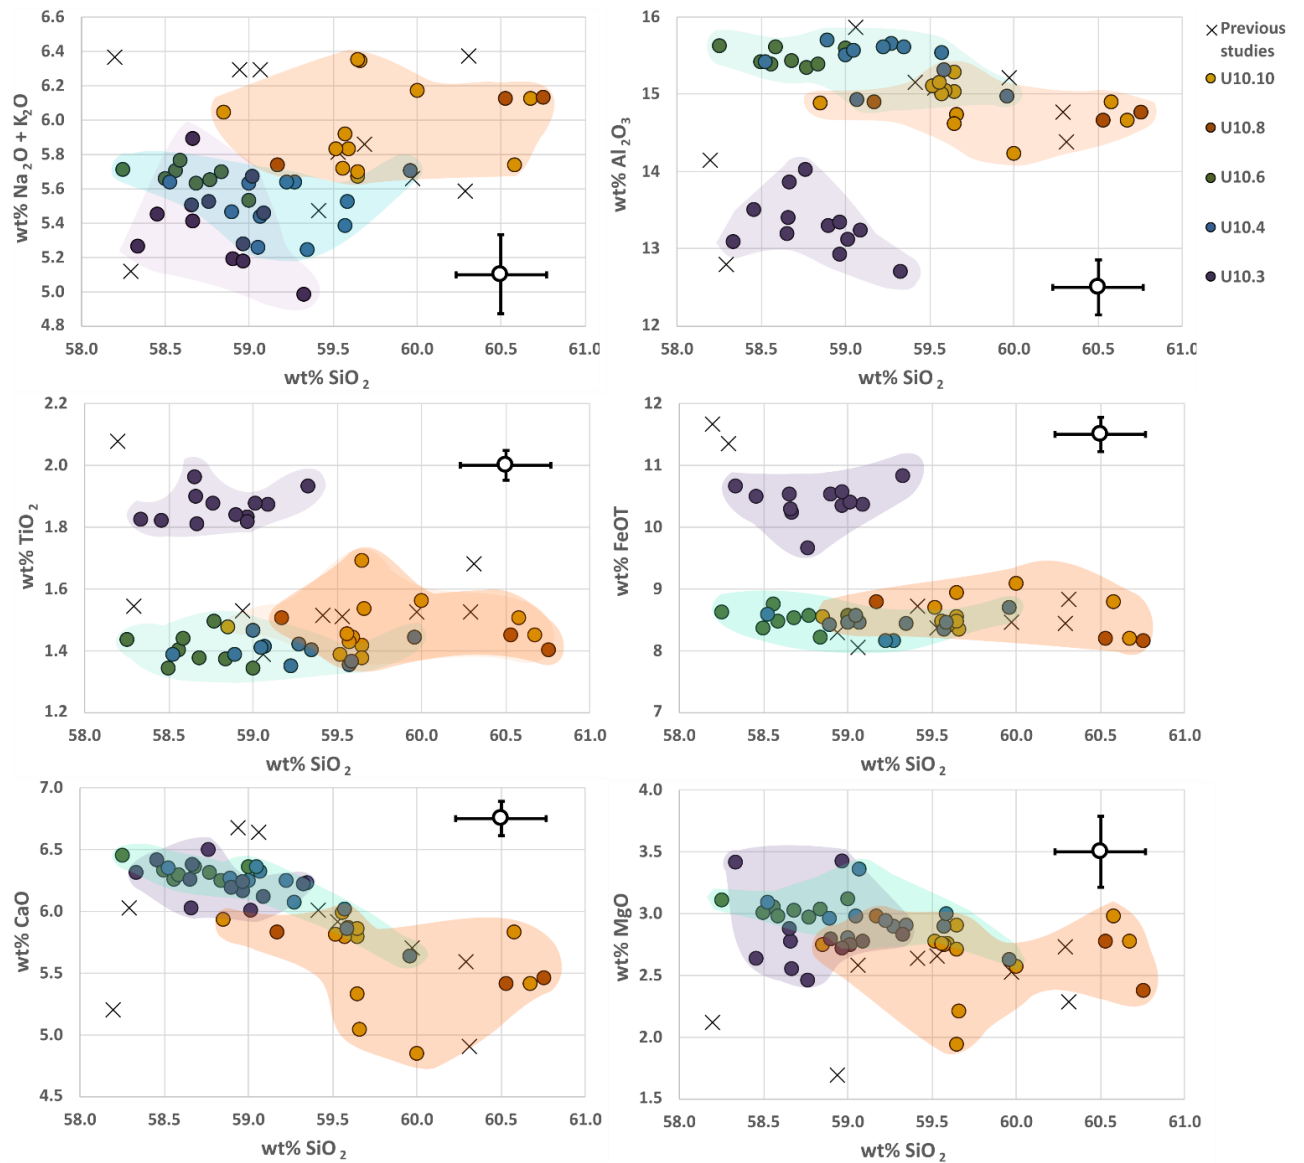 6.6
6.4
6.2
6.0
5.8
5.6
5.4
5.2
5.0
4.8
wt% Na₂O + K₂O
58.0 58.5 59.0 59.5 60.0 60.5 61.0
wt% SiO₂
16
15
14
13
12
wt% Al₂O₃
58.0 58.5 59.0 59.5 60.0 60.5 61.0
wt% SiO₂
Previous
studies
U10.10
U10.8
U10.6
U10.4
U10.3
2.2
2.0
1.8
1.6
1.4
1.2
wt% TiO₂
58.0 58.5 59.0 59.5 60.0 60.5 61.0
wt% SiO₂
12
11
10
9
8
7
wt% FeOT
58.0 58.5 59.0 59.5 60.0 60.5 61.0
wt% SiO₂
7.0
6.5
6.0
5.5
5.0
4.5
wt% CaO
58.0 58.5 59.0 59.5 60.0 60.5 61.0
wt% SiO₂
4.0
3.5
3.0
2.5
2.0
1.5
wt% MgO
58.0 58.5 59.0 59.5 60.0 60.5 61.0
wt% SiO₂